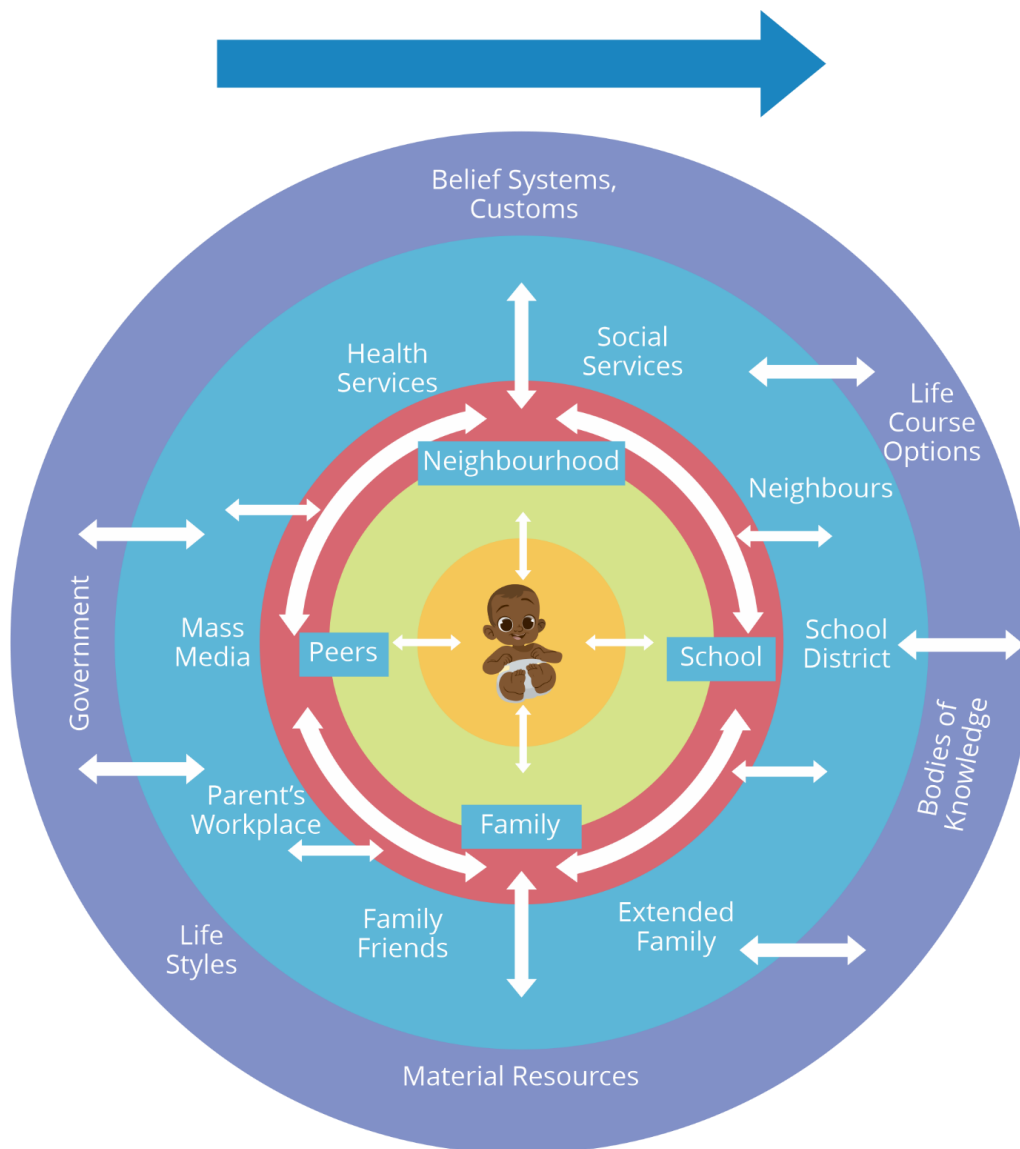 Belief Systems,
Customs
Health
Services
Social
Services
Life
Course
Options
Neighbourhood
Neighbours
Government
Mass
Media
Peers
School
School
District
Bodies of
Knowledge
Parent's
Workplace
Family
Family
Friends
Extended
Family
Life
Styles
Material Resources